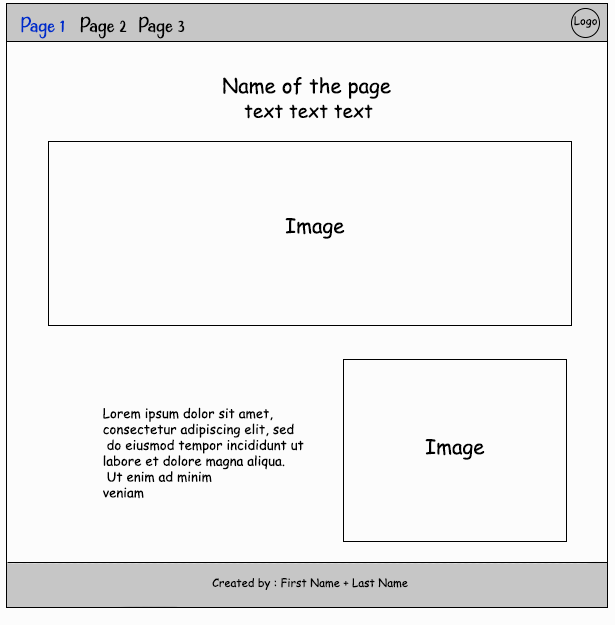 Page 1 Page 2 Page 3 Logo
Name of the page
text text text
Image
Lorem ipsum dolor sit amet,
consectetur adipiscing elit, sed
do eiusmod tempor incididunt ut
labore et dolore magna aliqua.
Ut enim ad minim
veniam
Image
Created by : First Name + Last Name